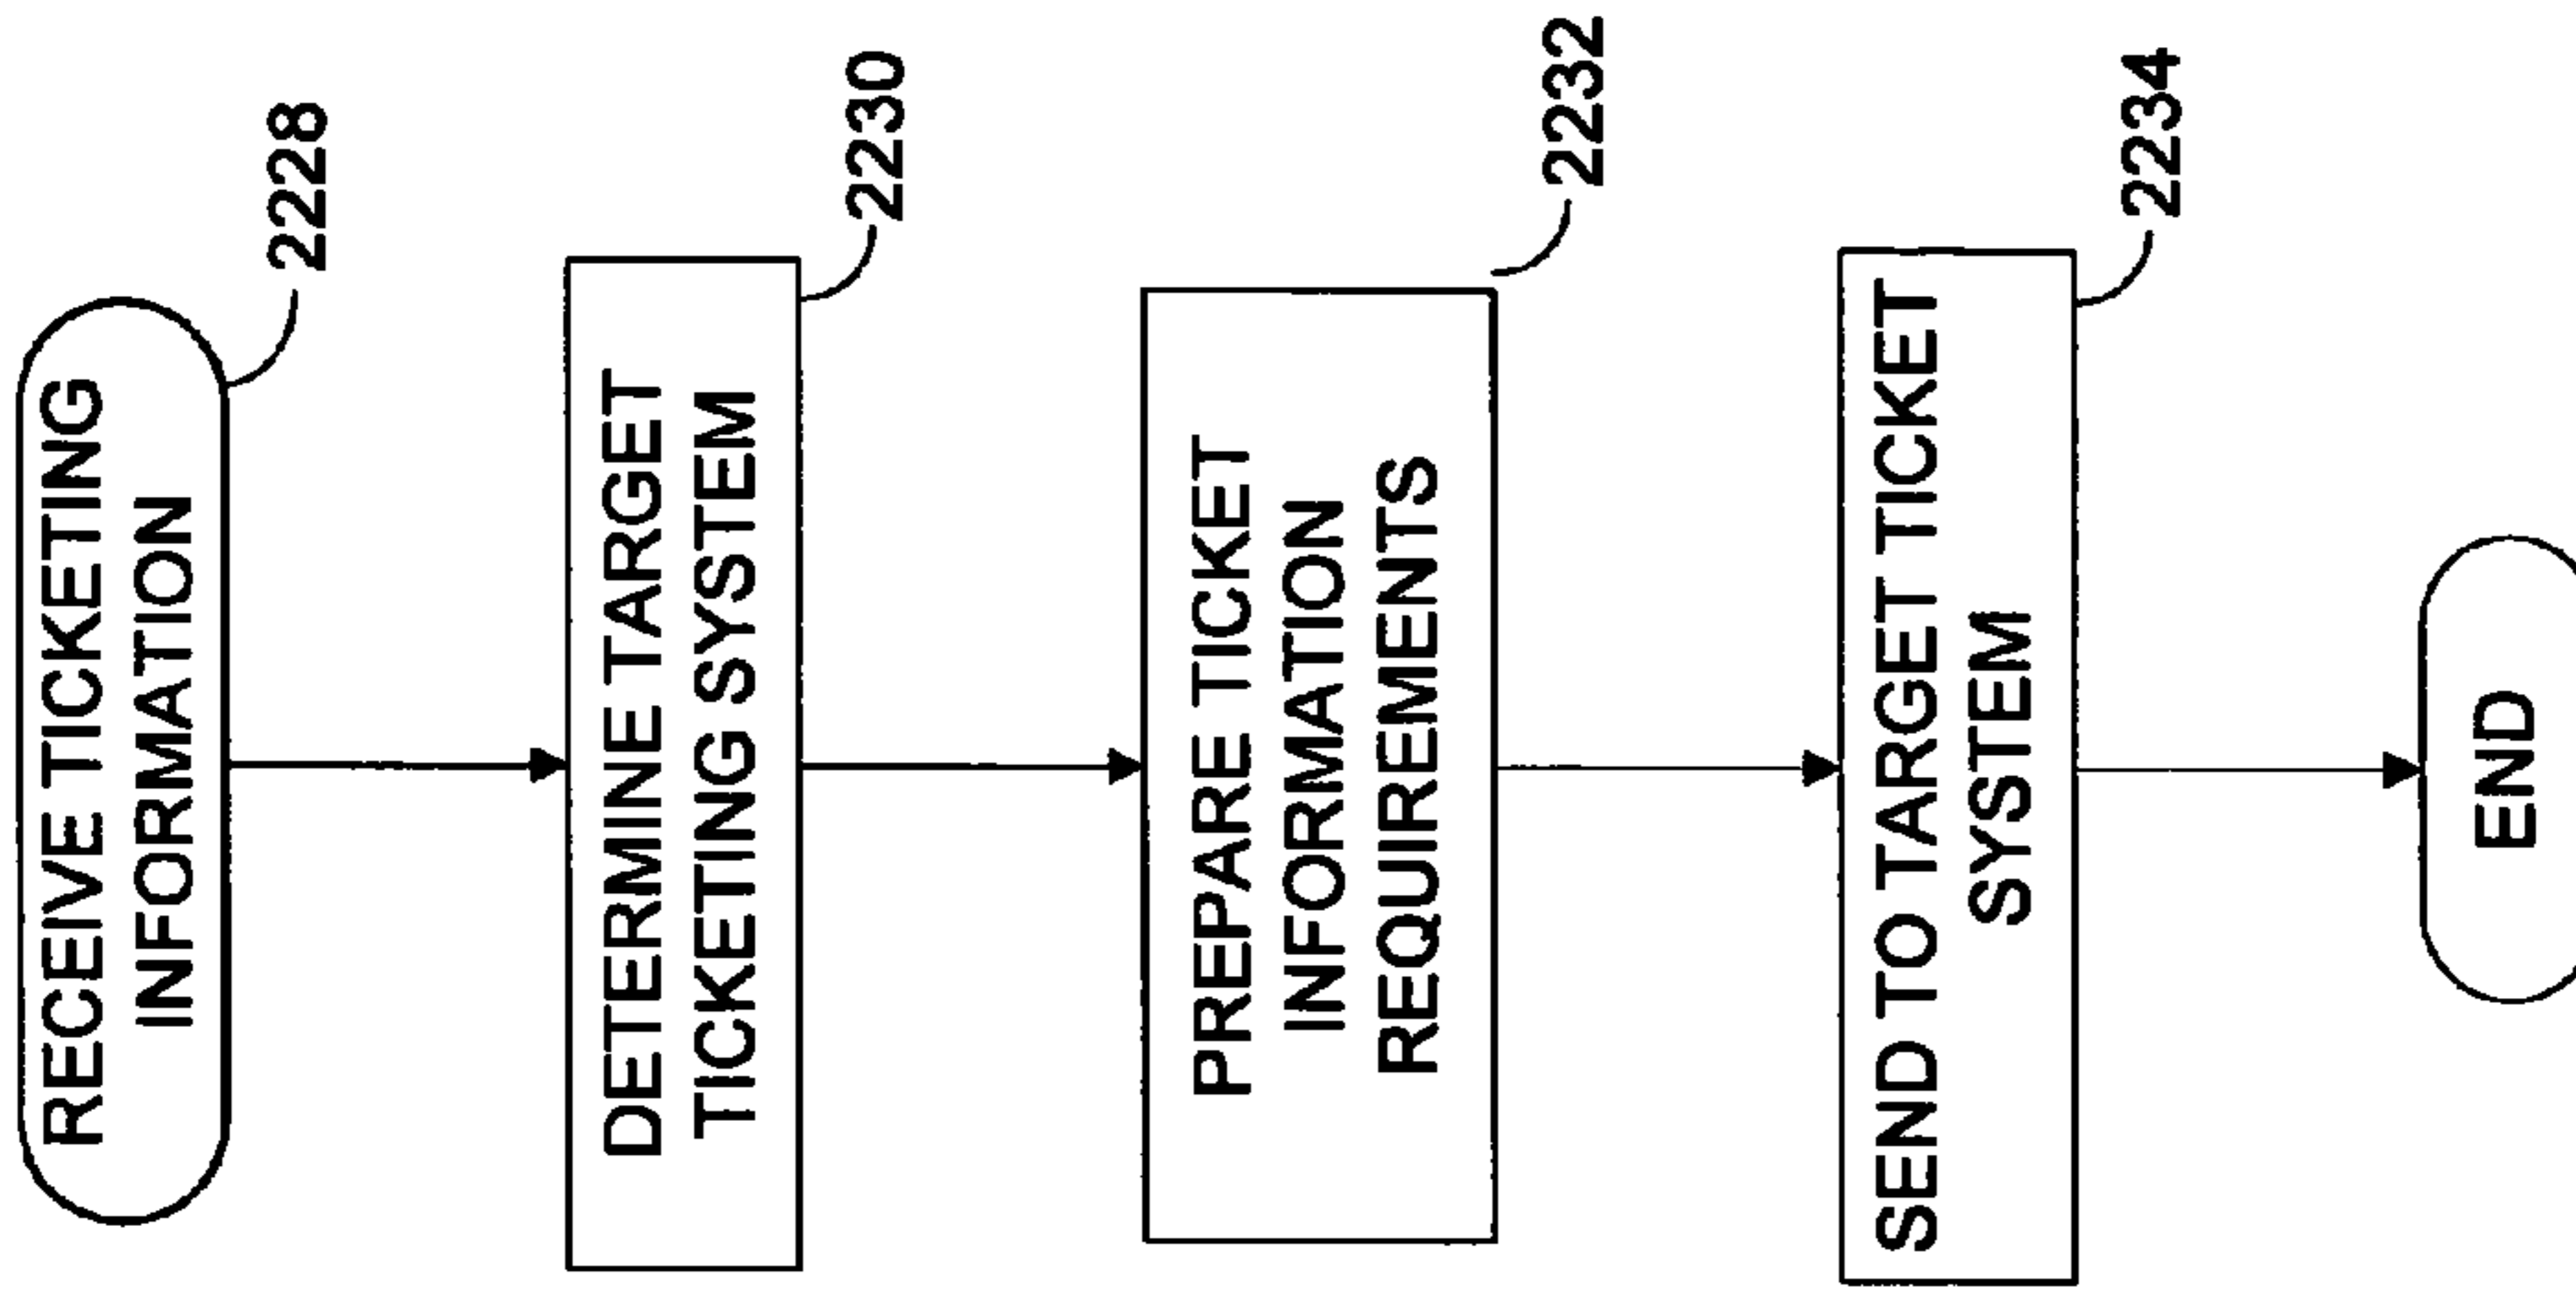 RECEIVE TICKETING
INFORMATION
2228
DETERMINE TARGET
TICKETING SYSTEM
2230
PREPARE TICKET
INFORMATION
REQUIREMENTS
2232
SEND TO TARGET TICKET
SYSTEM
2234
END